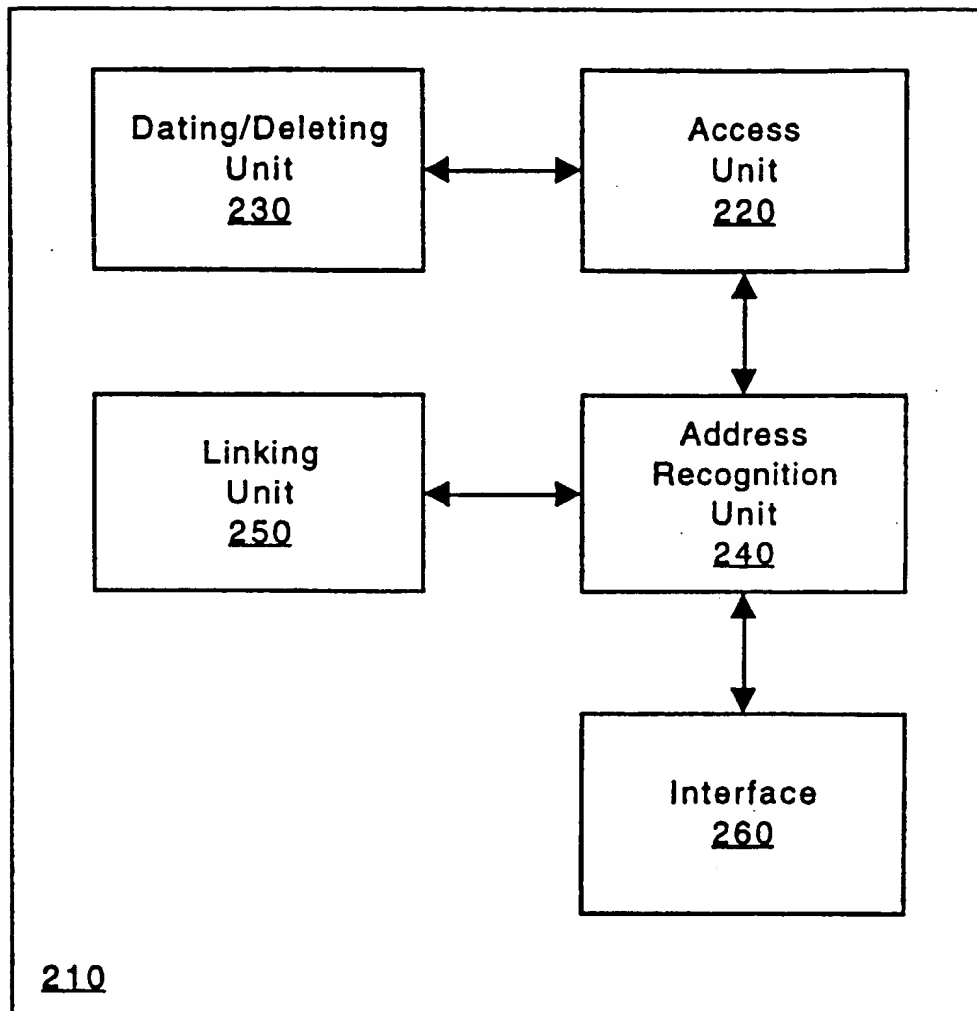 Dating/Deleting
Unit
230
Access
Unit
220
Linking
Unit
250
Address
Recognition
Unit
240
Interface
260
210